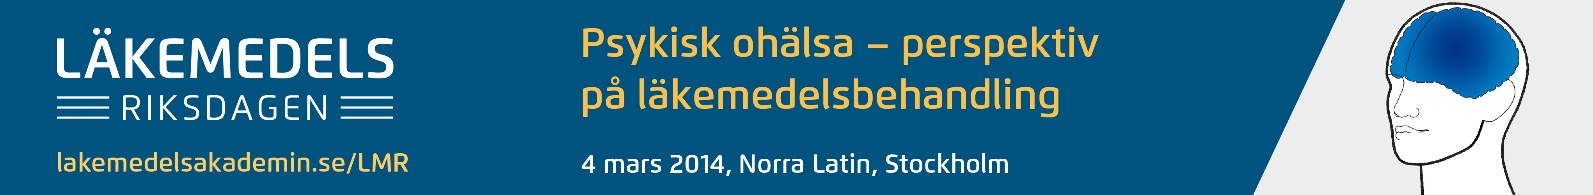 LÄKEMEDELS
RIKSDAGEN
lakemedelsakademin.se/LMR
Psykisk ohälsa – perspektiv
på läkemedelsbehandling
4 mars 2014, Norra Latin, Stockholm